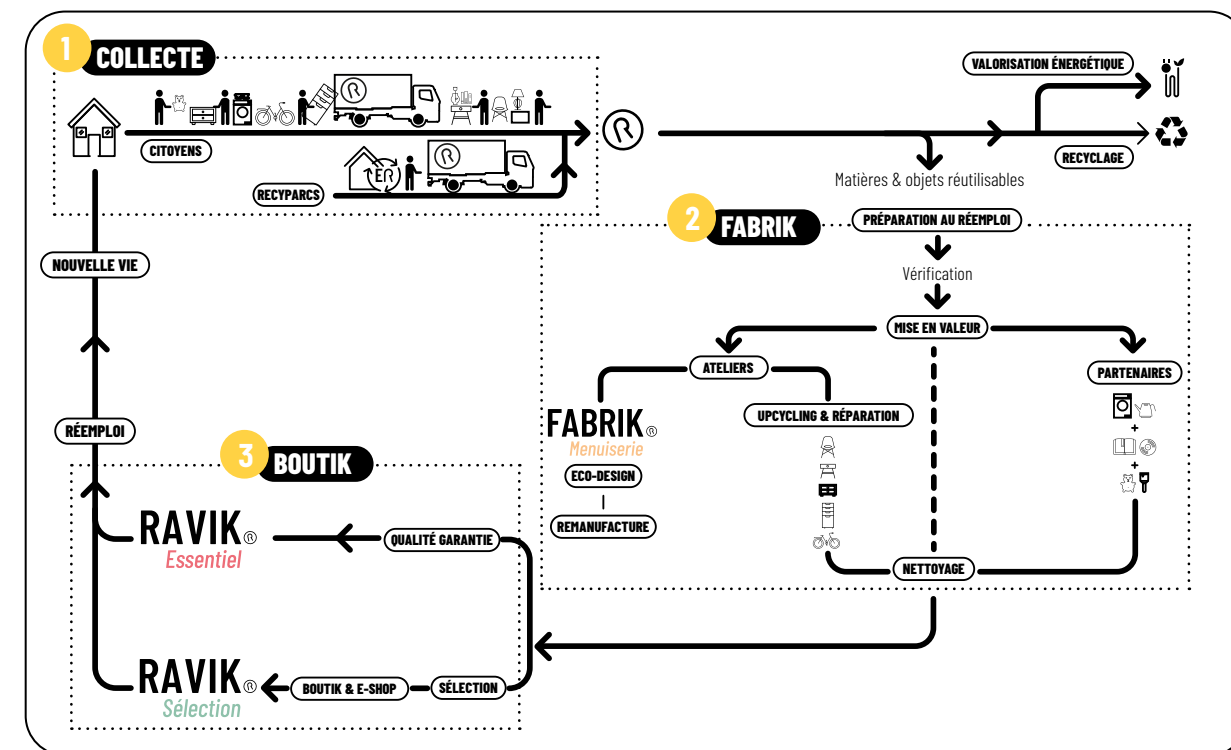 1
COLLECTE
VALORISATION ÉNERGÉTIQUE
R
R
CITOYENS
RECYPARCS
ER
R
RECYCLAGE
Matières & objets réutilisables
2
FABRIK
PRÉPARATION AU RÉEMPLOI
Vérification
NOUVELLE VIE
MISE EN VALEUR
ATELIERS
PARTENAIRES
FABRIK®
Menuiserie
UPCYCLING & RÉPARATION
+
+
ECO-DESIGN
REMANUFACTURE
NETTOYAGE
RÉEMPLOI
3
BOUTIK
RAVIK®
Essentiel
QUALITÉ GARANTIE
RAVIK®
Sélection
BOUTIK & E-SHOP
SÉLECTION